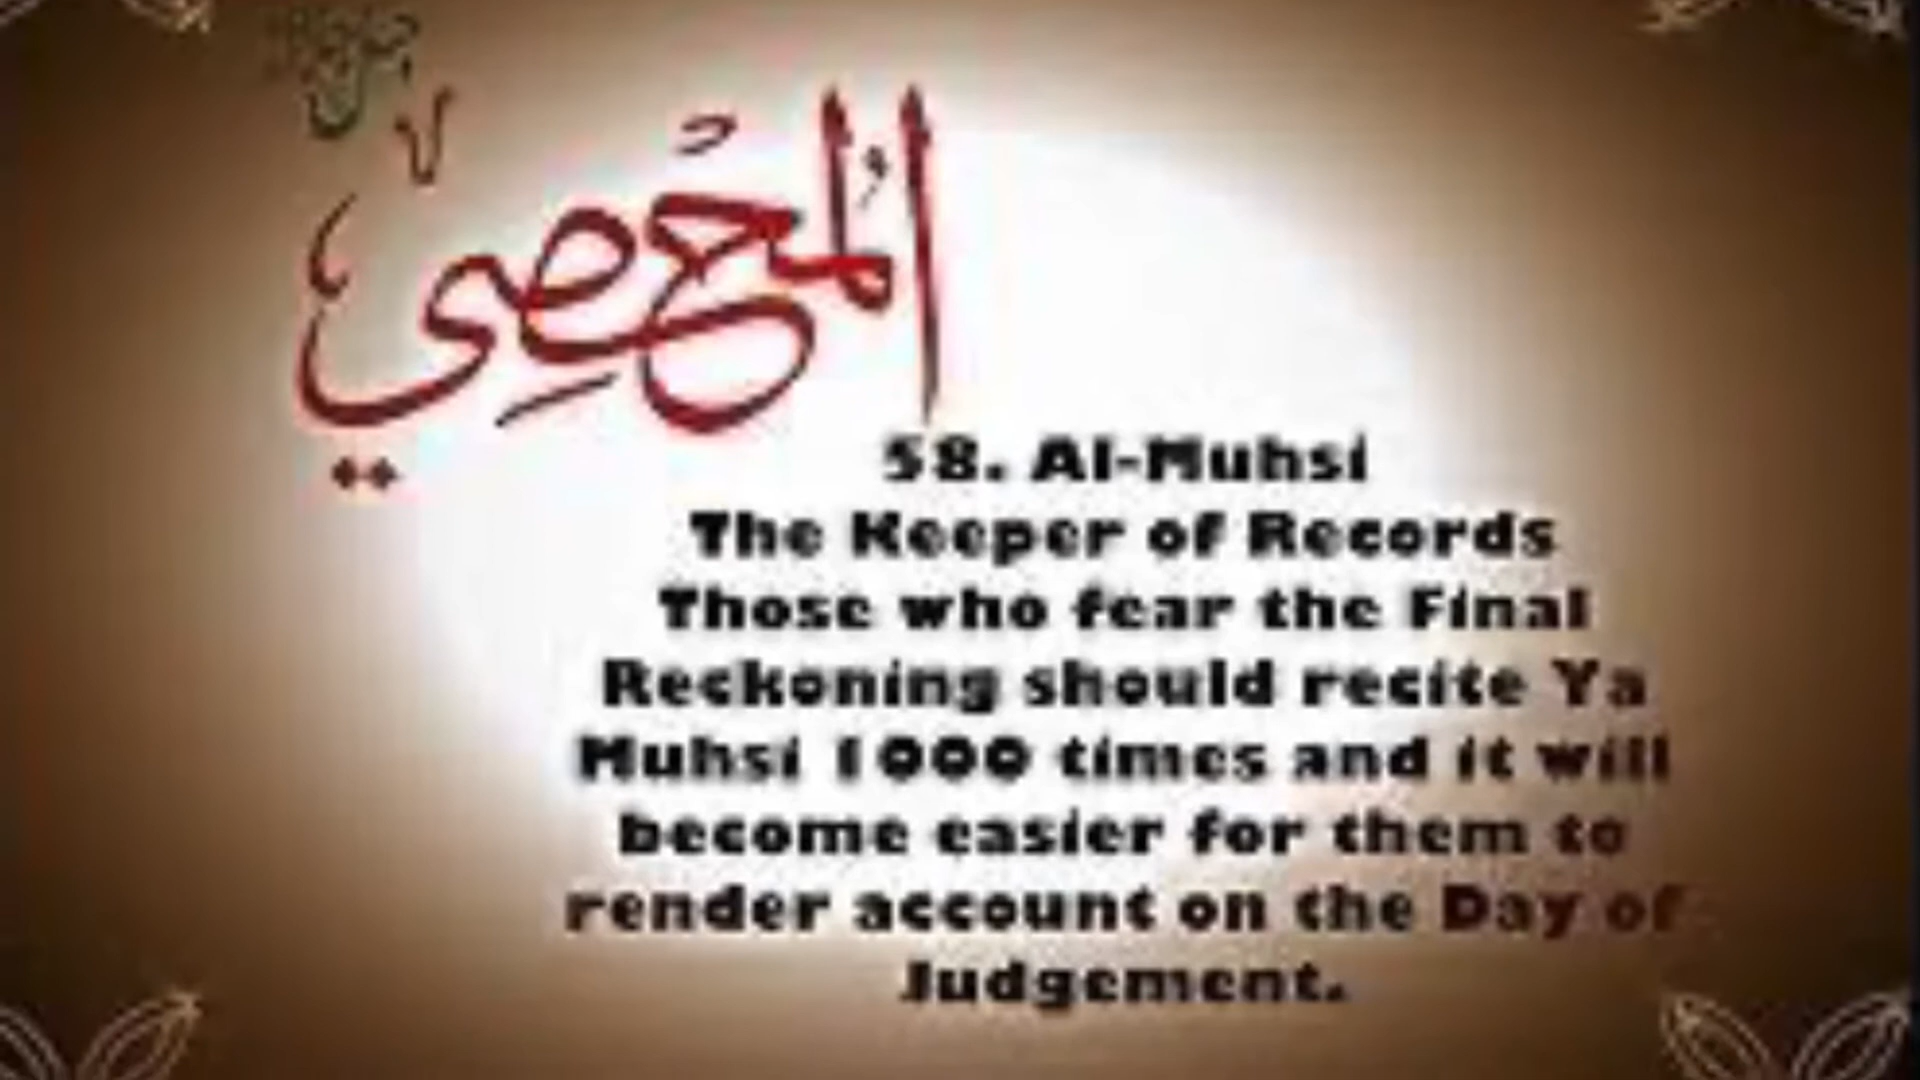 المُحْصِي
58. Al-Muhsi
The Keeper of Records
Those who fear the Final
Reckoning should recite Ya
Muhsi 1000 times and it will
become easier for them to
render account on the Day of
Judgement.